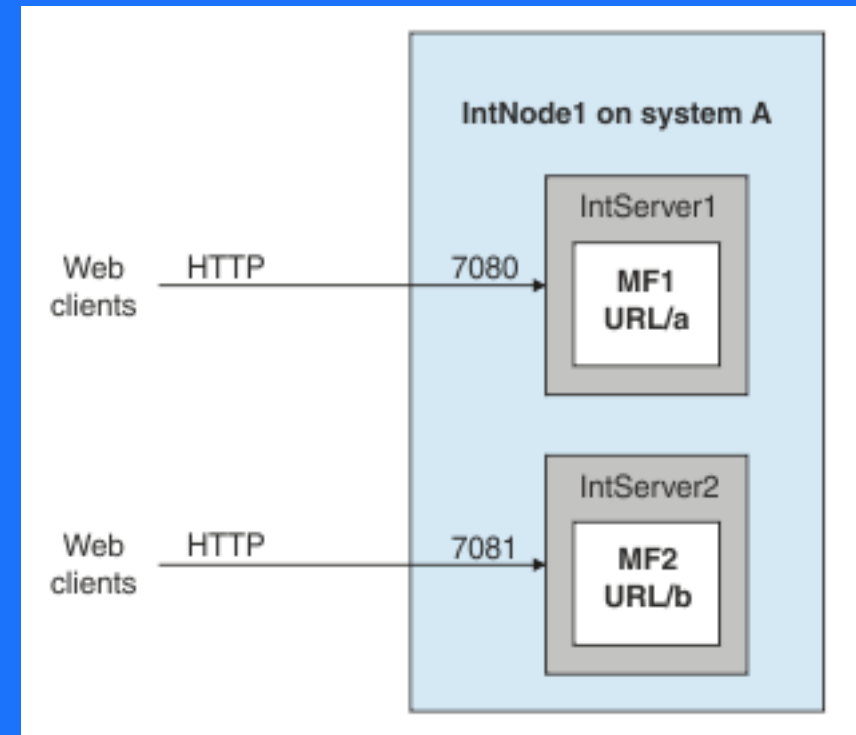 IntNode1 on system A
IntServer1
Web
clients
HTTP
7080
MF1
URL/a
IntServer2
Web
clients
HTTP
7081
MF2
URL/b